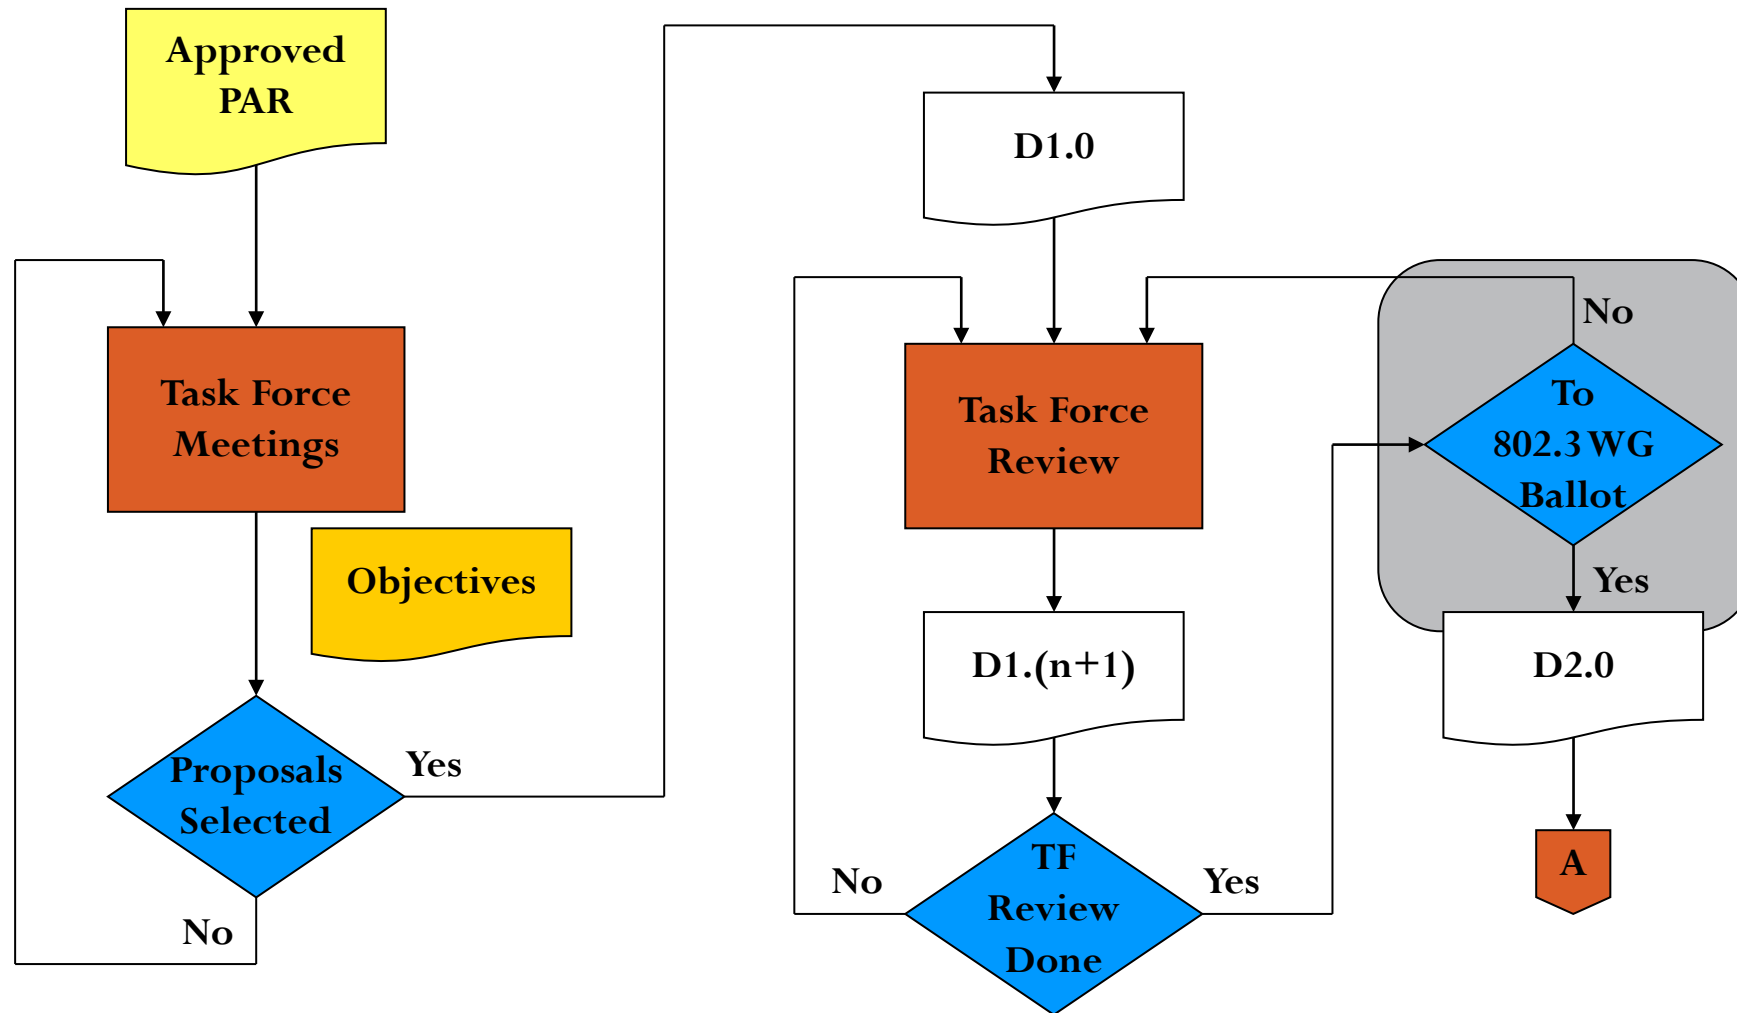 Approved
PAR
Task Force
Meetings
Objectives
Proposals
Selected
Yes
No
D1.0
Task Force
Review
D1.(n+1)
TF
Review
Done
No
Yes
No
To
802.3 WG
Ballot
Yes
D2.0
A